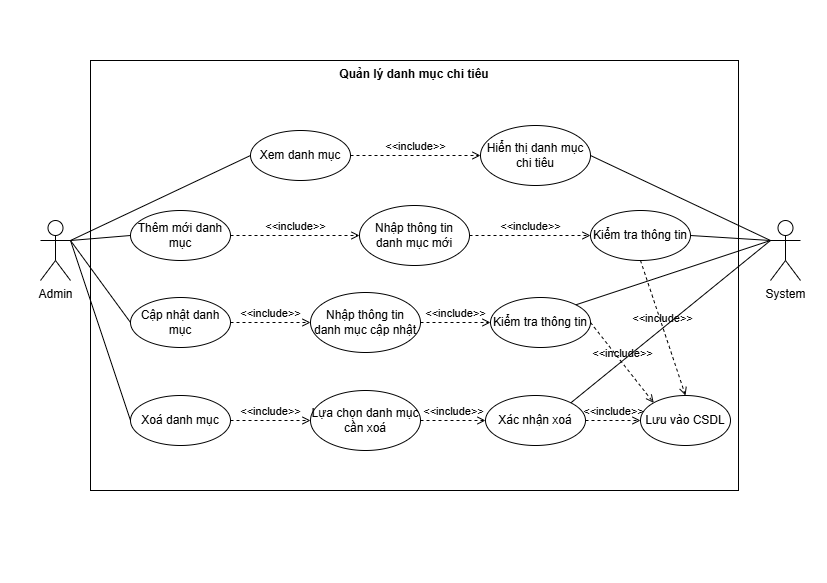 Quản lý danh mục chi tiêu
Xem danh mục
<<include>>
Hiển thị danh mục
chi tiêu
Thêm mới danh
mục
<<include>>
Nhập thông tin
danh mục mới
<<include>>
Kiểm tra thông tin
Admin
System
Cập nhật danh
mục
<<include>>
Nhập thông tin
danh mục cập nhật
<<include>>
Kiểm tra thông tin
<<include>>
<<include>>
Xoá danh mục
<<include>>
Lựa chọn danh mục
cần xoá
<<include>>
Xác nhận xoá
<<include>>
Lưu vào CSDL